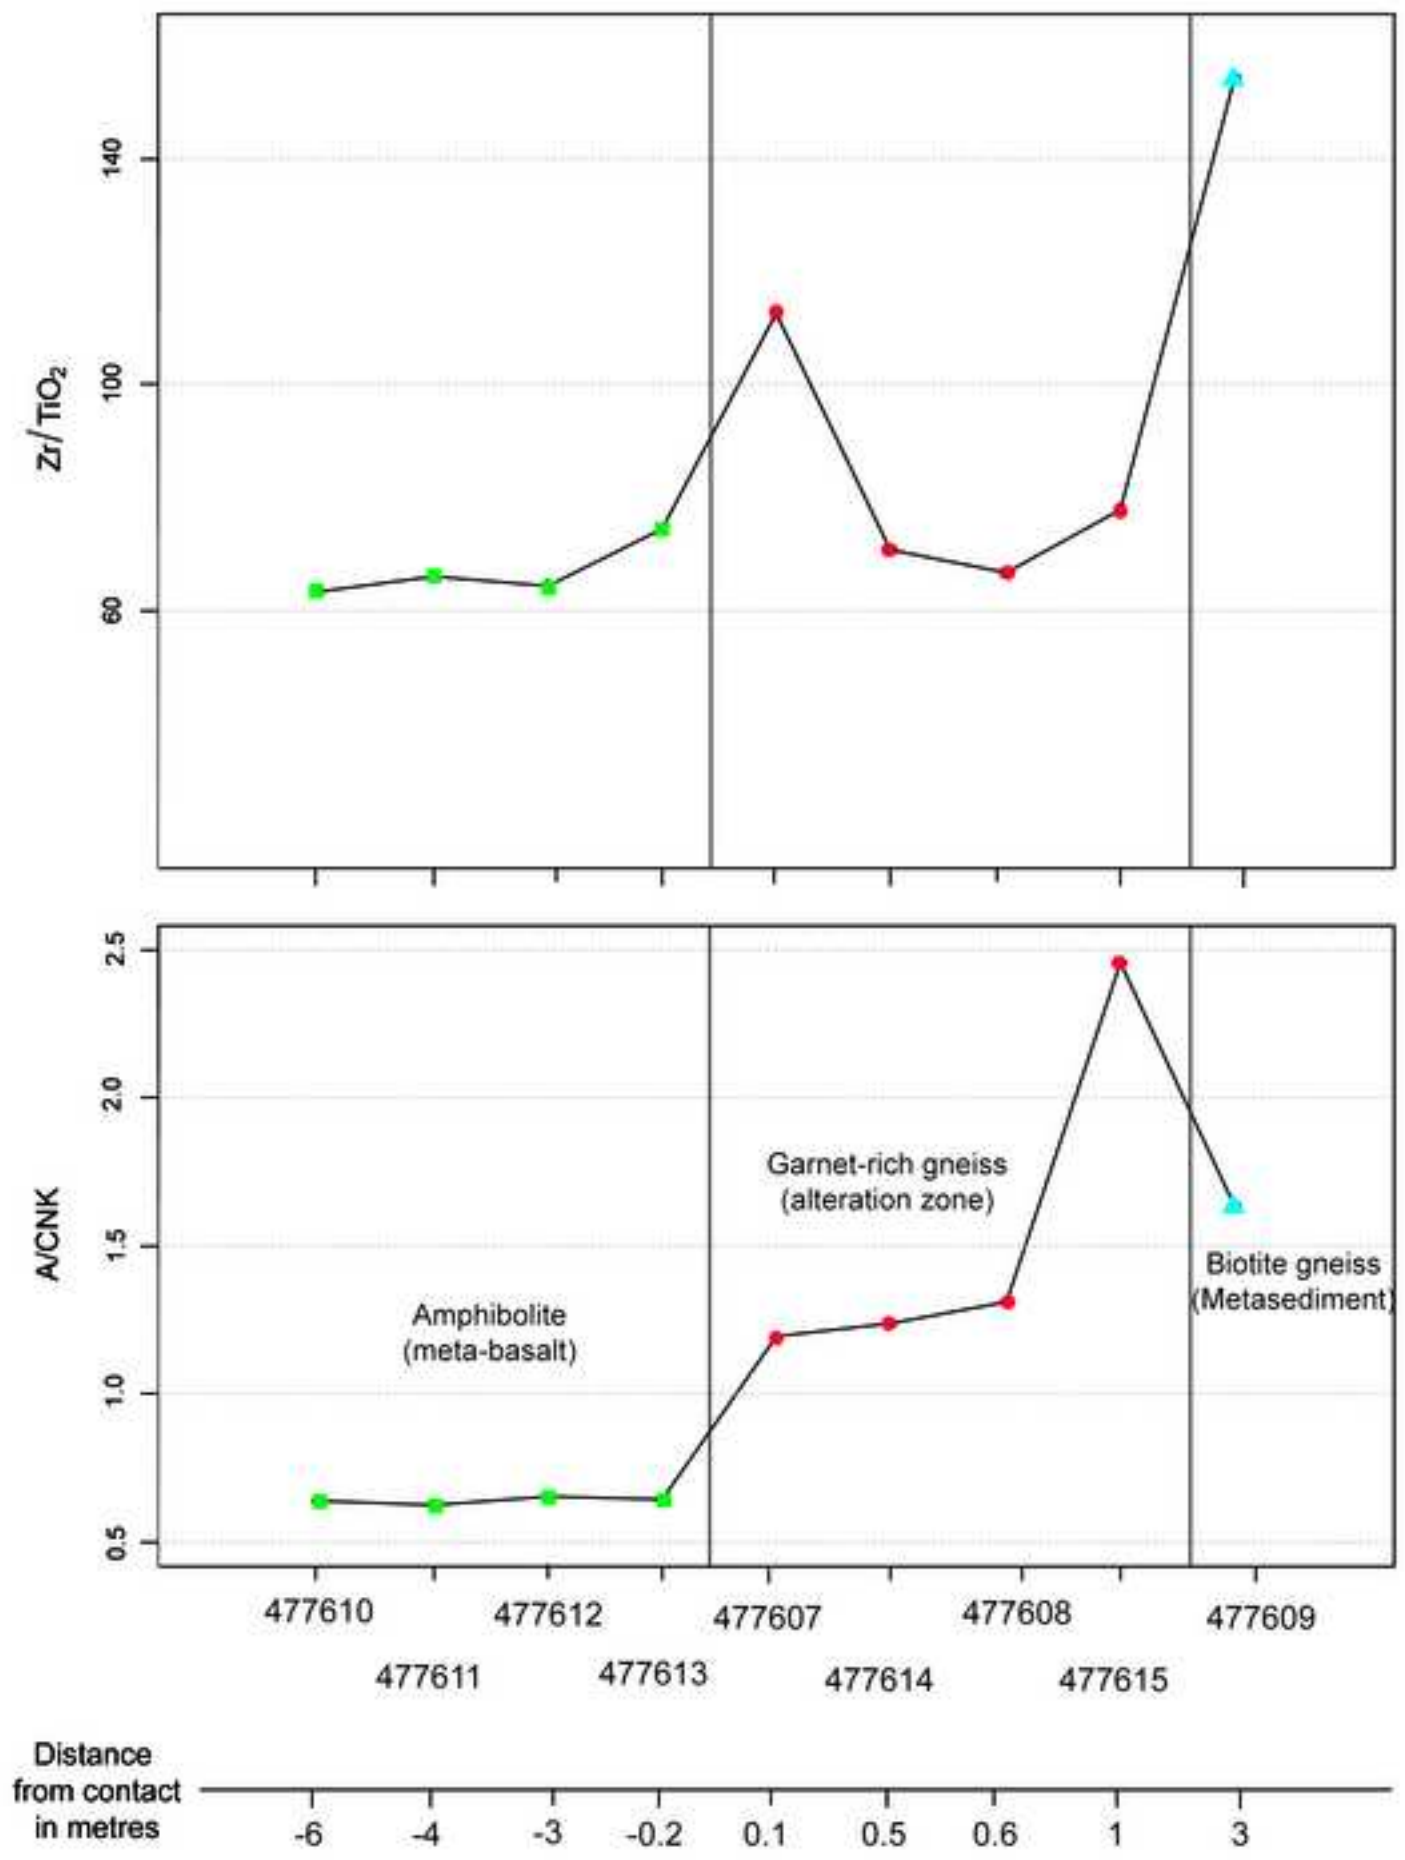 140
100
60
Zr/TiO₂
2.5
2.0
1.5
1.0
0.5
A/CNK
Garnet-rich gneiss
(alteration zone)
Biotite gneiss
(Metasediment)
Amphibolite
(meta-basalt)
477610
477612
477607
477608
477609
477611
477613
477614
477615
Distance
from contact
in metres
-6
-4
-3
-0.2
0.1
0.5
0.6
1
3